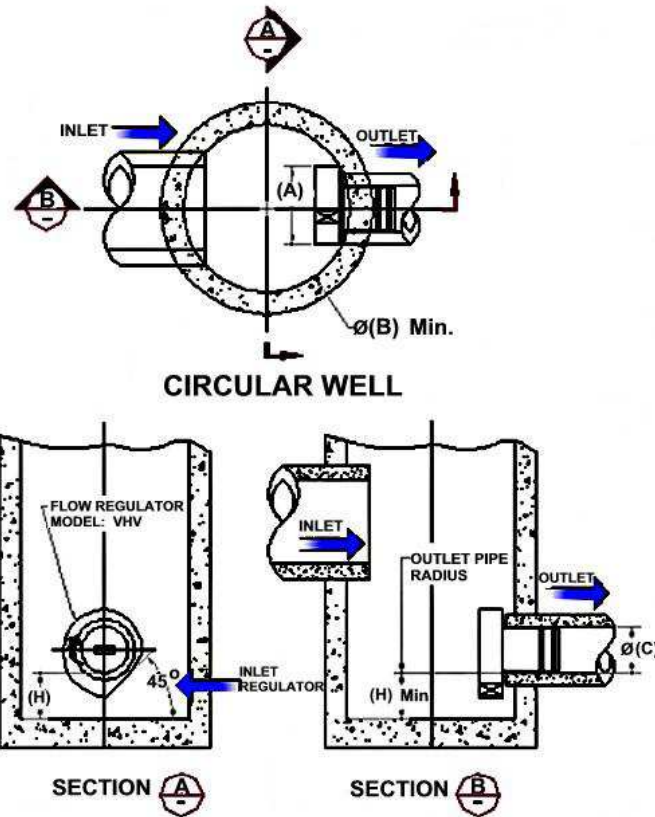 A
-
INLET
OUTLET
(A)
B
-
Ø(B) Min.
CIRCULAR WELL
FLOW REGULATOR
MODEL: VHV
INLET
OUTLET PIPE
RADIUS
OUTLET
Ø(C)
(H)
45°
INLET
REGULATOR
(H) Min
SECTION A
-
SECTION B
-